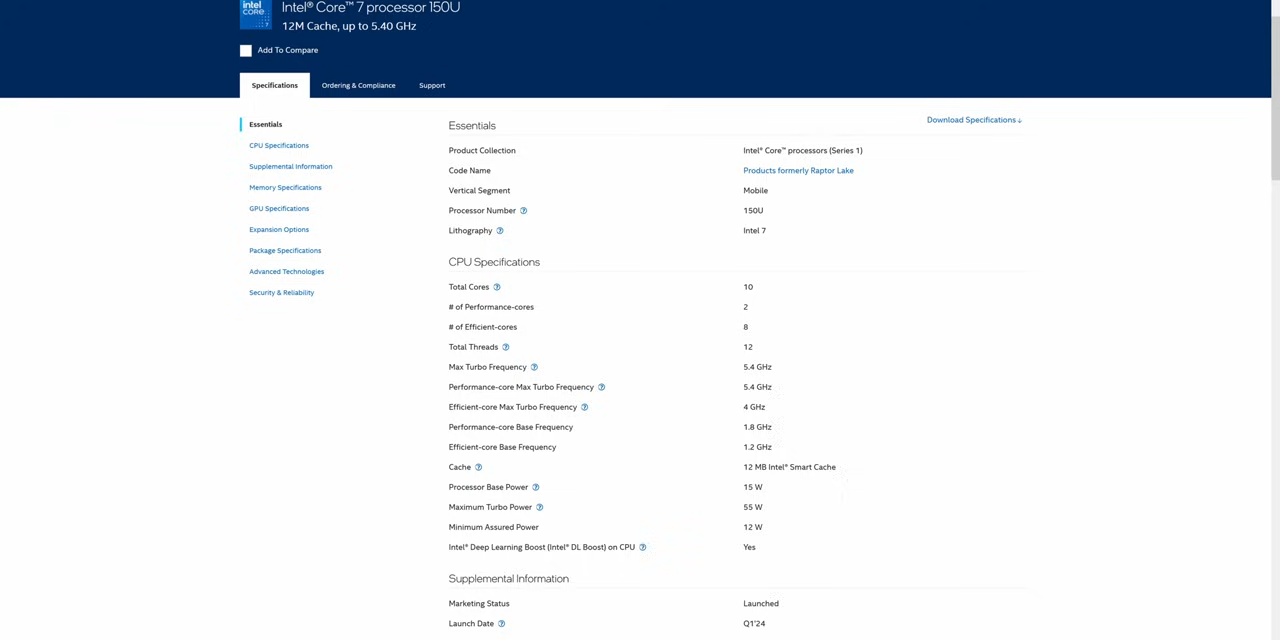 intel
CORE
7
Intel® Core™ 7 processor 150U
12M Cache, up to 5.40 GHz
Add To Compare
Specifications Ordering & Compliance Support
Essentials
CPU Specifications
Supplemental Information
Memory Specifications
GPU Specifications
Expansion Options
Package Specifications
Advanced Technologies
Security & Reliability
Essentials Download Specifications ↓
Product Collection Intel® Core™ processors (Series 1)
Code Name Products formerly Raptor Lake
Vertical Segment Mobile
Processor Number ? 150U
Lithography ? Intel 7
CPU Specifications
Total Cores ? 10
# of Performance-cores 2
# of Efficient-cores 8
Total Threads ? 12
Max Turbo Frequency ? 5.4 GHz
Performance-core Max Turbo Frequency ? 5.4 GHz
Efficient-core Max Turbo Frequency ? 4 GHz
Performance-core Base Frequency 1.8 GHz
Efficient-core Base Frequency 1.2 GHz
Cache ? 12 MB Intel® Smart Cache
Processor Base Power ? 15 W
Maximum Turbo Power ? 55 W
Minimum Assured Power 12 W
Intel® Deep Learning Boost (Intel® DL Boost) on CPU ? Yes
Supplemental Information
Marketing Status Launched
Launch Date ? Q1'24